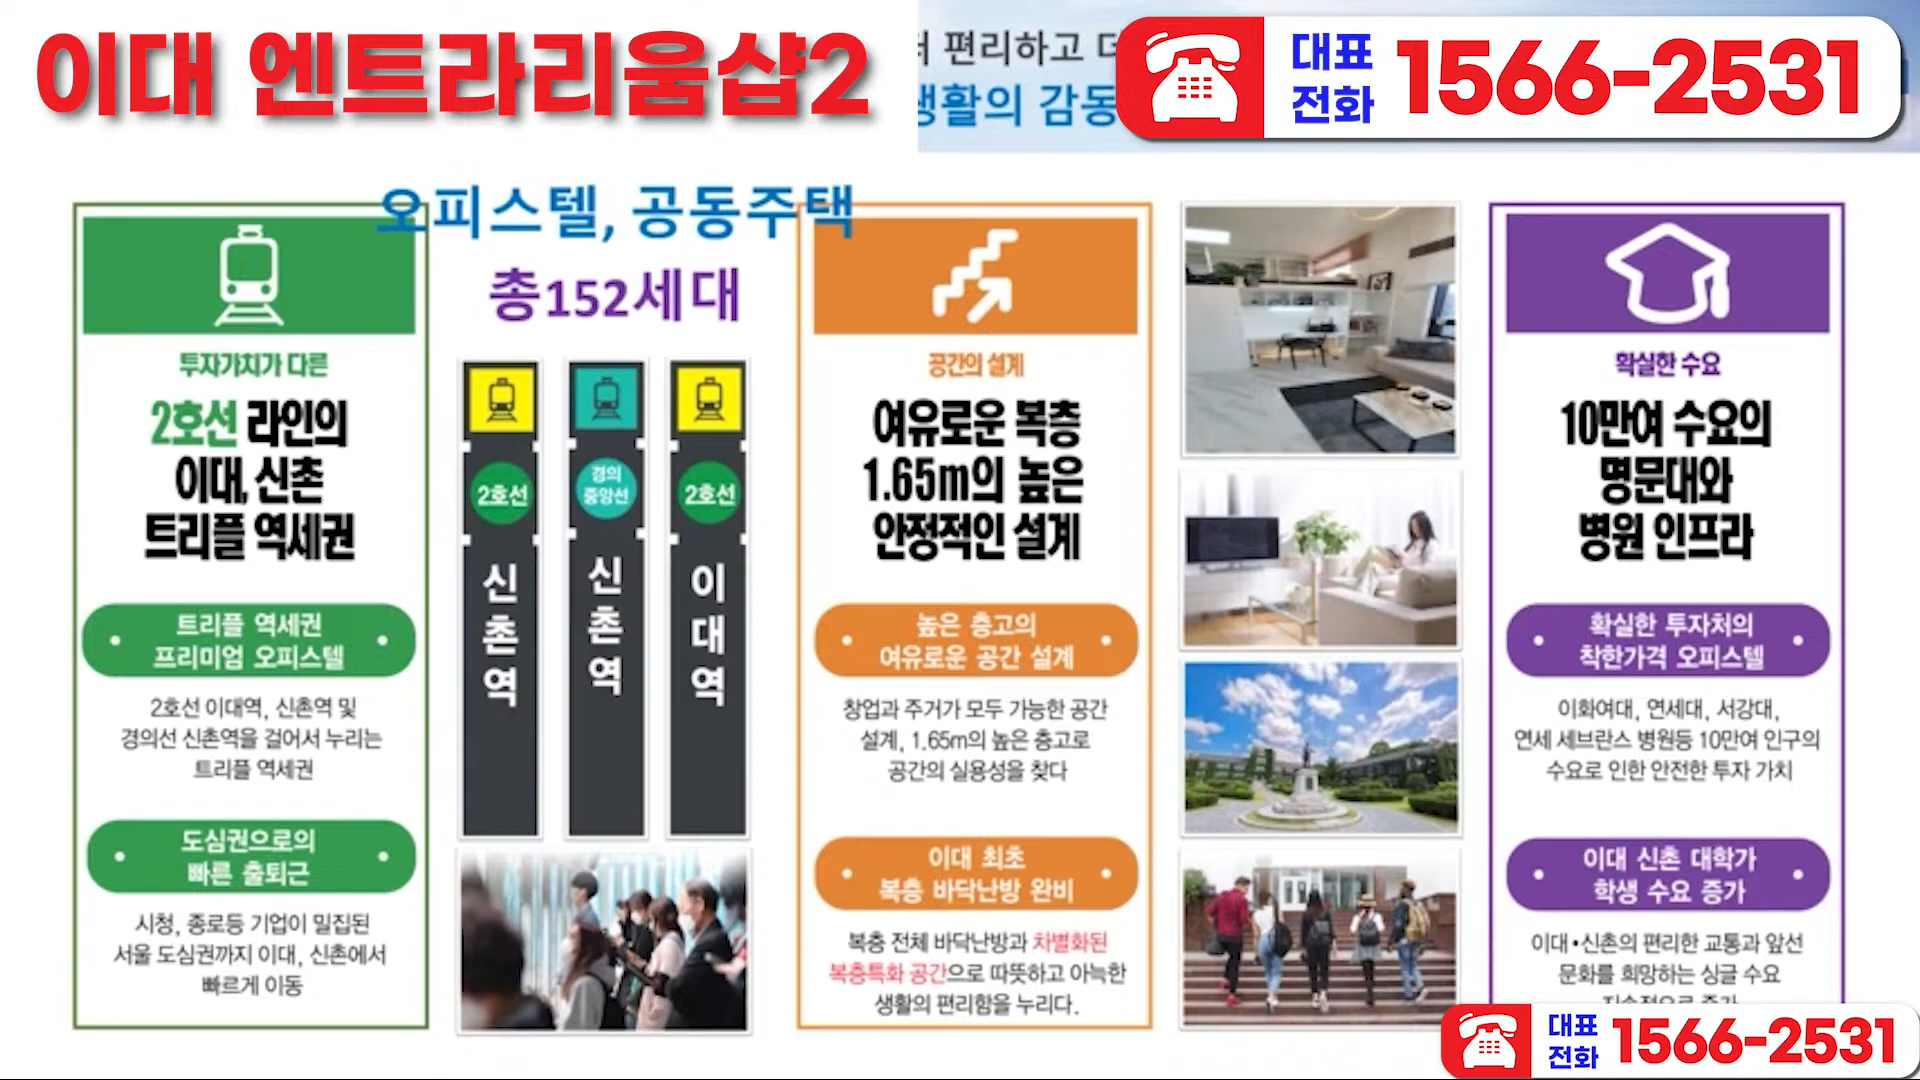 이대 엔트라리움샵2
편리하고 더
생활의 감동
대표
전화
1566-2531
오피스텔, 공동주택
총152세대
투자가치가 다른
2호선 라인의
이대, 신촌
트리플 역세권
트리플 역세권
프리미엄 오피스텔
2호선 이대역, 신촌역 및
경의선 신촌역을 걸어서 누리는
트리플 역세권
도심권으로의
빠른 출퇴근
시청, 종로등 기업이 밀집된
서울 도심권까지 이대, 신촌에서
빠르게 이동
2호선
신촌역
경의
중앙선
신촌역
2호선
이대역
공간의 설계
여유로운 복층
1.65m의 높은
안정적인 설계
높은 층고의
여유로운 공간 설계
창업과 주거가 모두 가능한 공간
설계, 1.65m의 높은 층고로
공간의 실용성을 찾다
이대 최초
복층 바닥난방 완비
복층 전체 바닥난방과 차별화된
복층특화 공간으로 따뜻하고 아늑한
생활의 편리함을 누리다.
확실한 수요
10만여 수요의
명문대와
병원 인프라
확실한 투자처의
착한가격 오피스텔
이화여대, 연세대, 서강대,
연세 세브란스 병원등 10만여 인구의
수요로 인한 안전한 투자 가치
이대 신촌 대학가
학생 수요 증가
이대•신촌의 편리한 교통과 앞선
문화를 희망하는 싱글 수요
지속적으로 증가
대표
전화
1566-2531